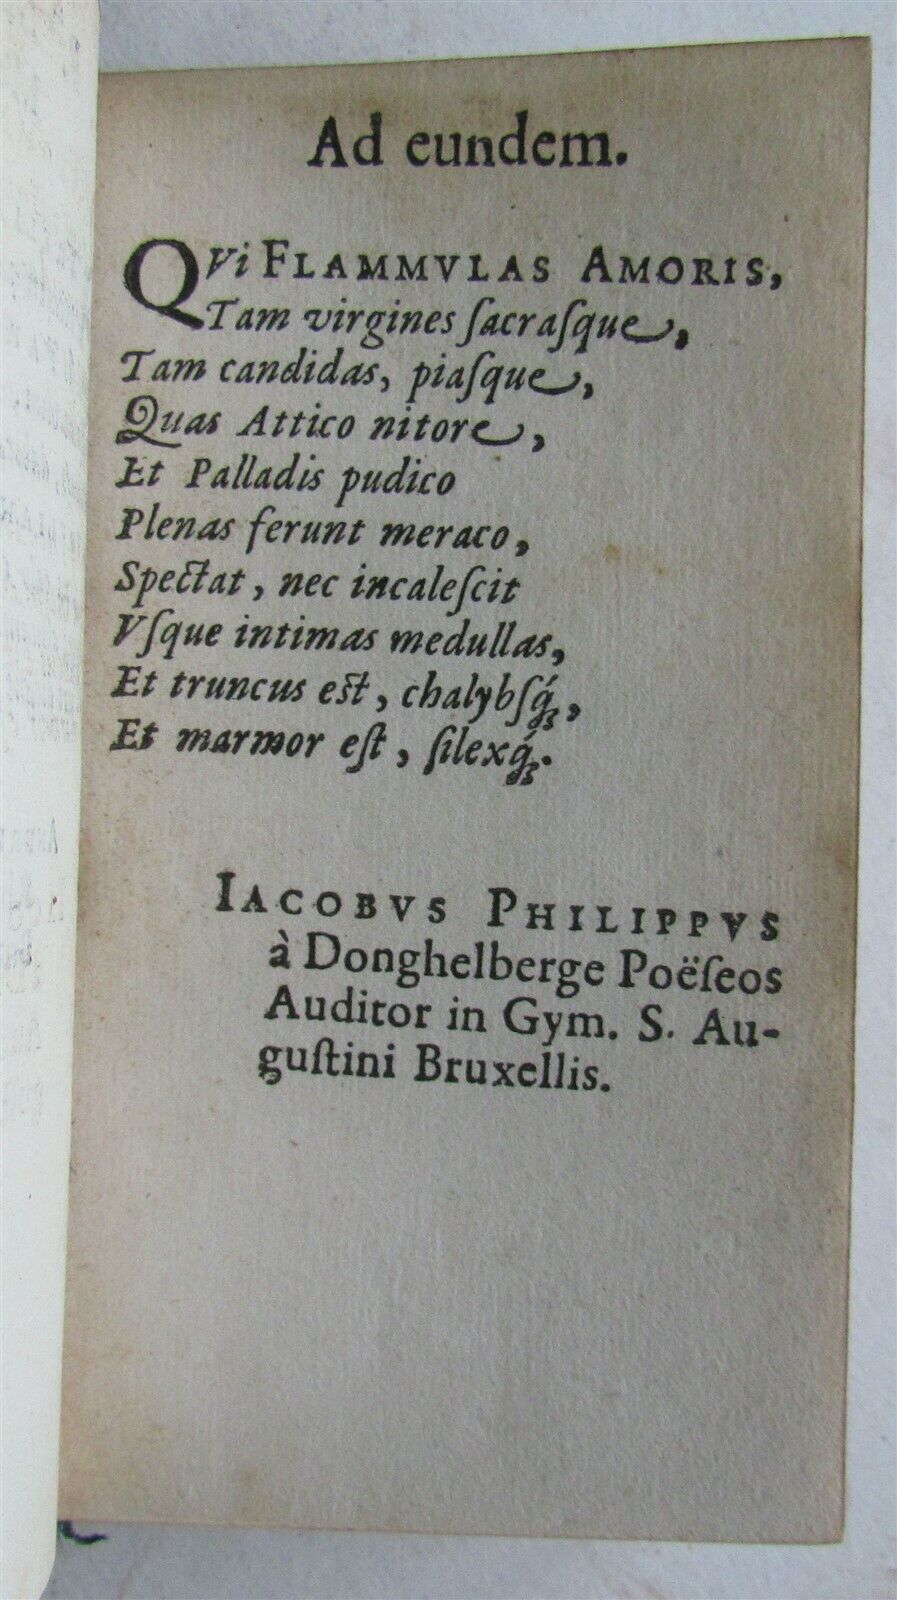 Ad eundem.
QVi FLAMMVLAS AMORIS,
Tam virgines ſacraſque,
Tam candidas, piaſque,
Quas Attico nitore,
Et Palladis pudico
Plenas ferunt meraco,
Spectat, nec incaleſcit
Vſque intimas medullas,
Et truncus eſt, chalybſq́ꝫ,
Et marmor eſt, ſilexq́ꝫ.
IACOBVS PHILIPPVS
à Donghelberge Poëſeos
Auditor in Gym. S. Au-
guſtini Bruxellis.